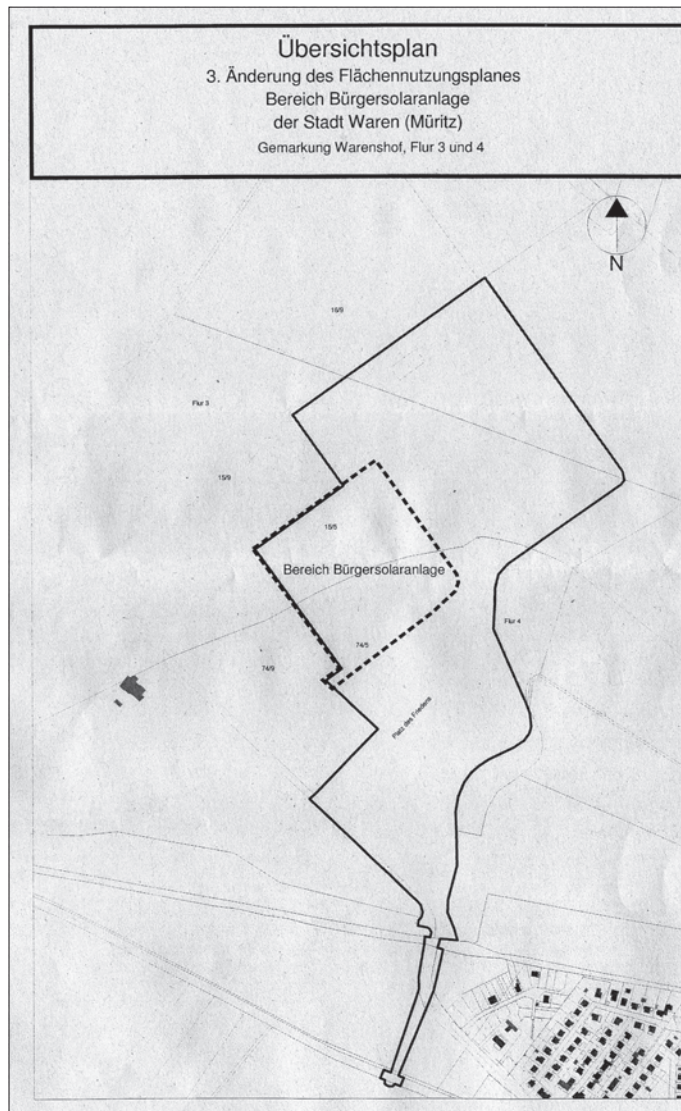 Übersichtsplan
3. Änderung des Flächennutzungsplanes
Bereich Bürgersolaranlage
der Stadt Waren (Müritz)
Gemarkung Warenshof, Flur 3 und 4
N
16/9
Flur 3
15/9
15/5
Bereich Bürgersolaranlage
Flur 4
74/5
74/9
Platz des Friedens